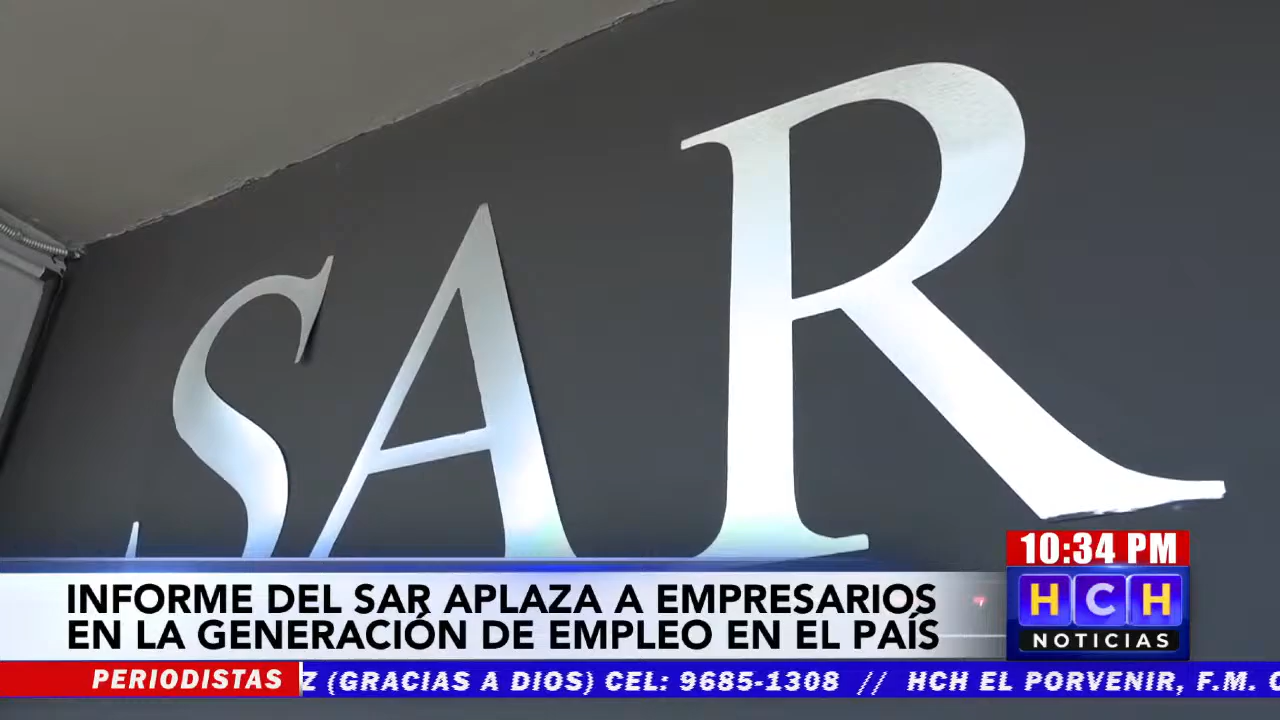 SAR
10:34 PM
HCH
NOTICIAS
INFORME DEL SAR APLAZA A EMPRESARIOS
EN LA GENERACIÓN DE EMPLEO EN EL PAÍS
PERIODISTAS
Z (GRACIAS A DIOS) CEL: 9685-1308 // HCH EL PORVENIR, F.M.